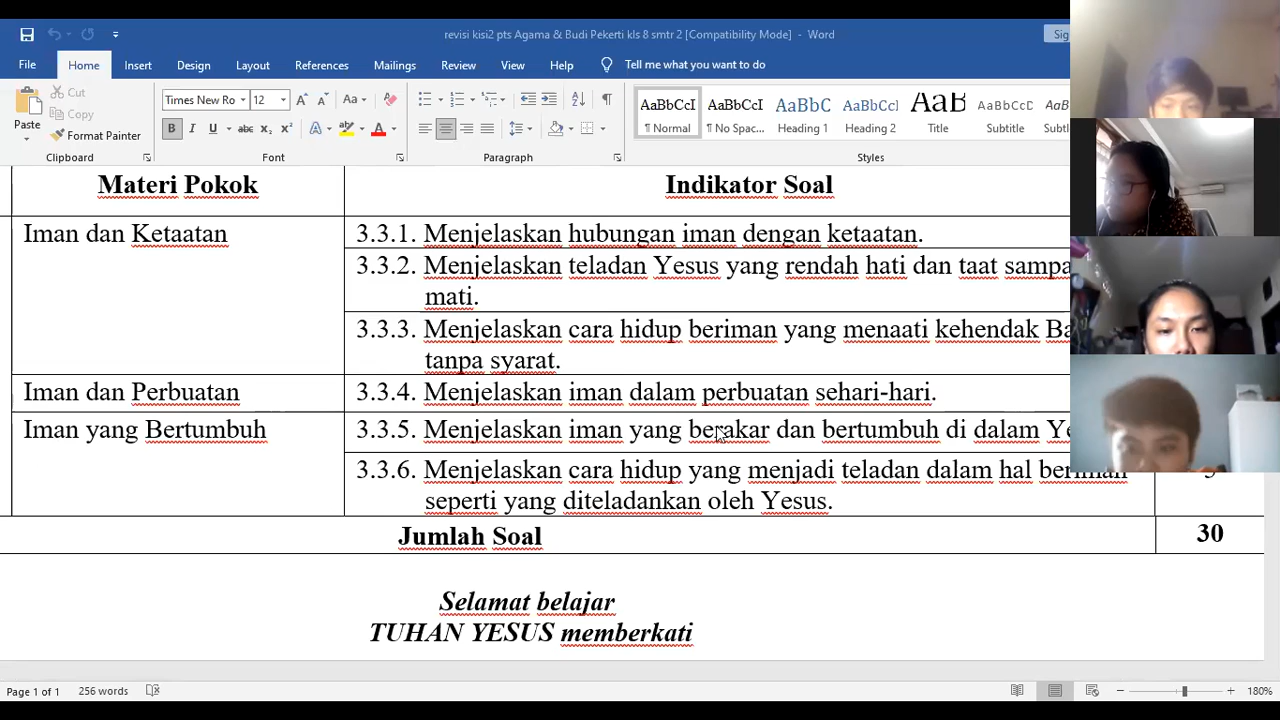 revisi kisi2 pts Agama & Budi Pekerti kls 8 smtr 2 [Compatibility Mode] - Word
Sig
File Home Insert Design Layout References Mailings Review View Help Tell me what you want to do
Cut
Copy
Format Painter
Paste
Clipboard
Times New Ro 12
Font
Paragraph
AaBbCcI AaBbCcI AaBbC AaBbCcI AaB AaBbCcI AaBb
¶ Normal ¶ No Spac... Heading 1 Heading 2 Title Subtitle Subtl
Styles
Materi Pokok Indikator Soal
Iman dan Ketaatan 3.3.1. Menjelaskan hubungan iman dengan ketaatan.
3.3.2. Menjelaskan teladan Yesus yang rendah hati dan taat sampa
mati.
3.3.3. Menjelaskan cara hidup beriman yang menaati kehendak Ba
tanpa syarat.
Iman dan Perbuatan 3.3.4. Menjelaskan iman dalam perbuatan sehari-hari.
Iman yang Bertumbuh 3.3.5. Menjelaskan iman yang berakar dan bertumbuh di dalam Ye
3.3.6. Menjelaskan cara hidup yang menjadi teladan dalam hal beriman
seperti yang diteladankan oleh Yesus.
Jumlah Soal 30
Selamat belajar
TUHAN YESUS memberkati
Page 1 of 1 256 words 180%